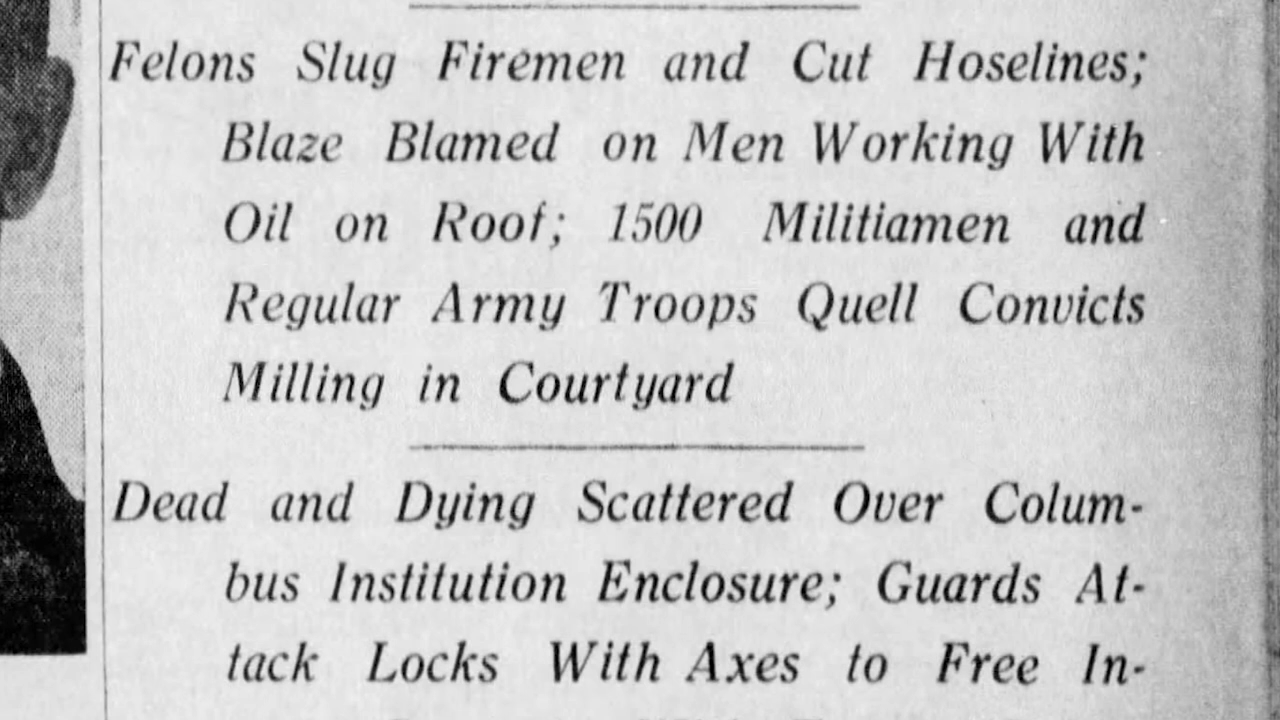 Felons Slug Firemen and Cut Hoselines;
Blaze Blamed on Men Working With
Oil on Roof; 1500 Militiamen and
Regular Army Troops Quell Convicts
Milling in Courtyard
Dead and Dying Scattered Over Colum-
bus Institution Enclosure; Guards At-
tack Locks With Axes to Free In-